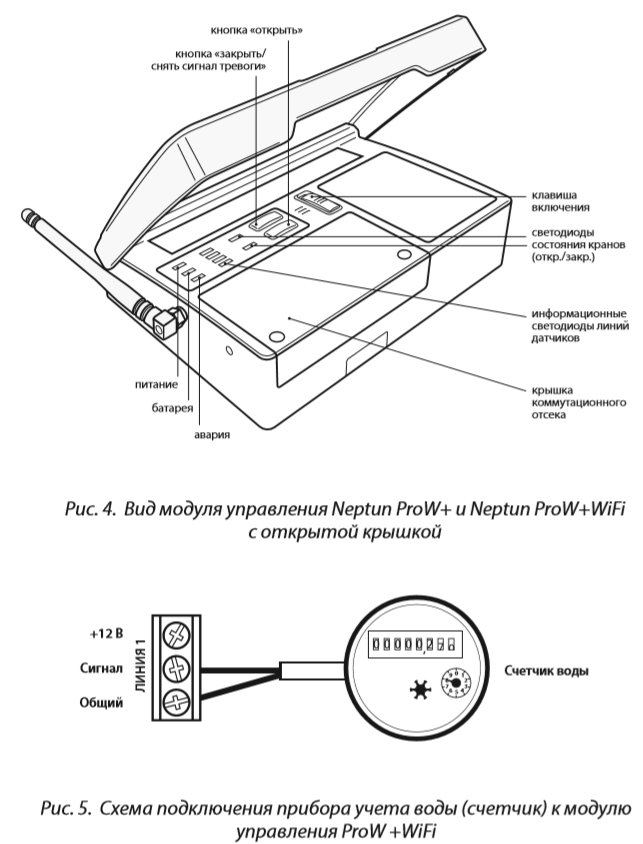 кнопка «открыть»
кнопка «закрыть/
снять сигнал тревоги»
клавиша
включения
светодиоды
состояния кранов
(откр./закр.)
информационные
светодиоды линий
датчиков
крышка
коммутационного
отсека
питание
батарея
авария
Рис. 4. Вид модуля управления Neptun ProW+ и Neptun ProW+WiFi
с открытой крышкой
+12 В
Сигнал
Общий
ЛИНИЯ 1
Счетчик воды
Рис. 5. Схема подключения прибора учета воды (счетчик) к модулю
управления ProW +WiFi